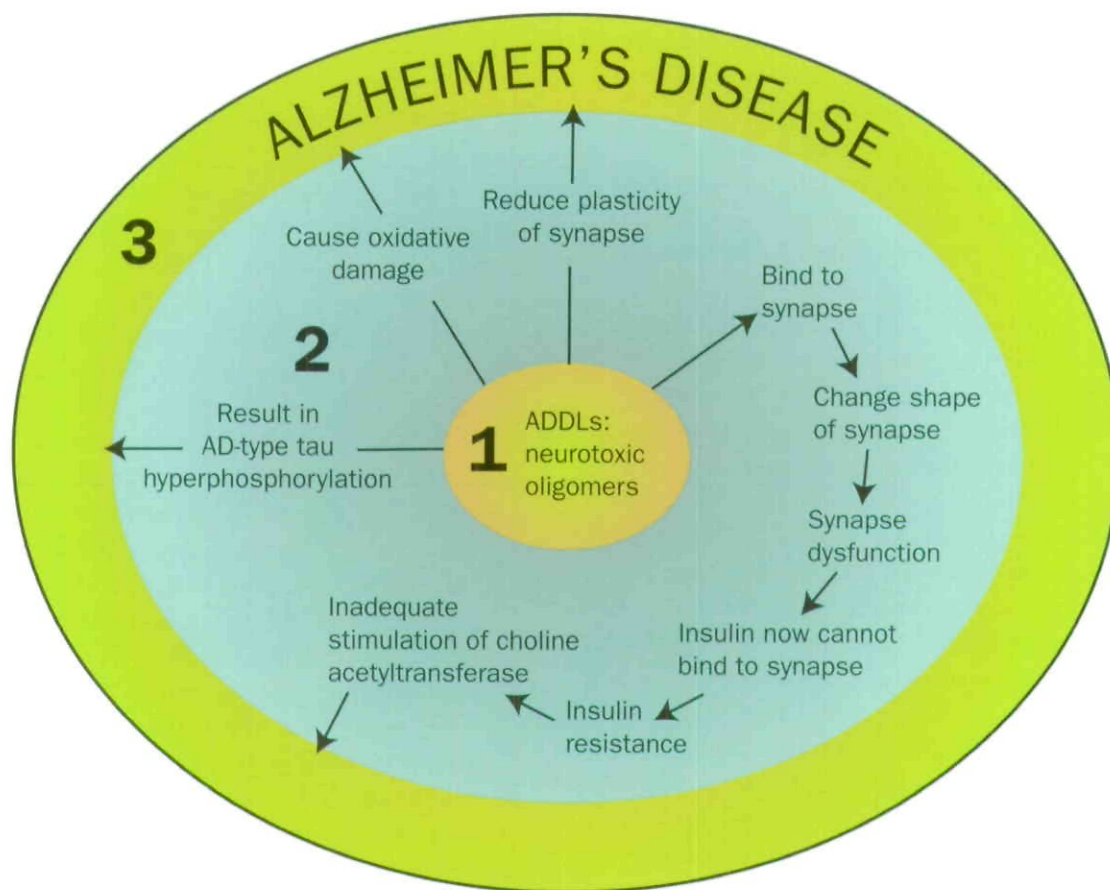 ALZHEIMER'S DISEASE
3
Cause oxidative
damage
Reduce plasticity
of synapse
Bind to
synapse
2
Result in
AD-type tau
hyperphosphorylation
1
ADDLs:
neurotoxic
oligomers
Change shape
of synapse
Synapse
dysfunction
Insulin now cannot
bind to synapse
Insulin
resistance
Inadequate
stimulation of choline
acetyltransferase